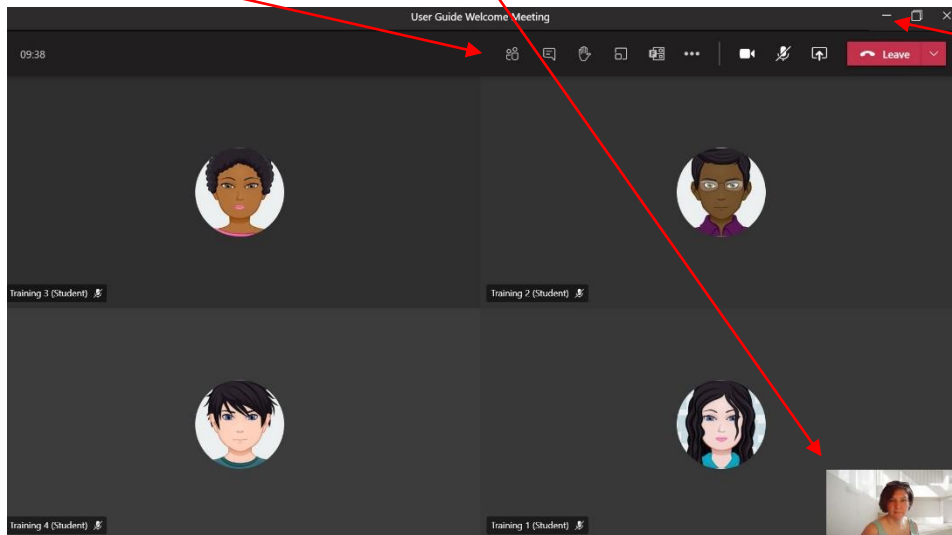 User Guide Welcome Meeting
09:38
Leave
Training 3 (Student)
Training 2 (Student)
Training 4 (Student)
Training 1 (Student)